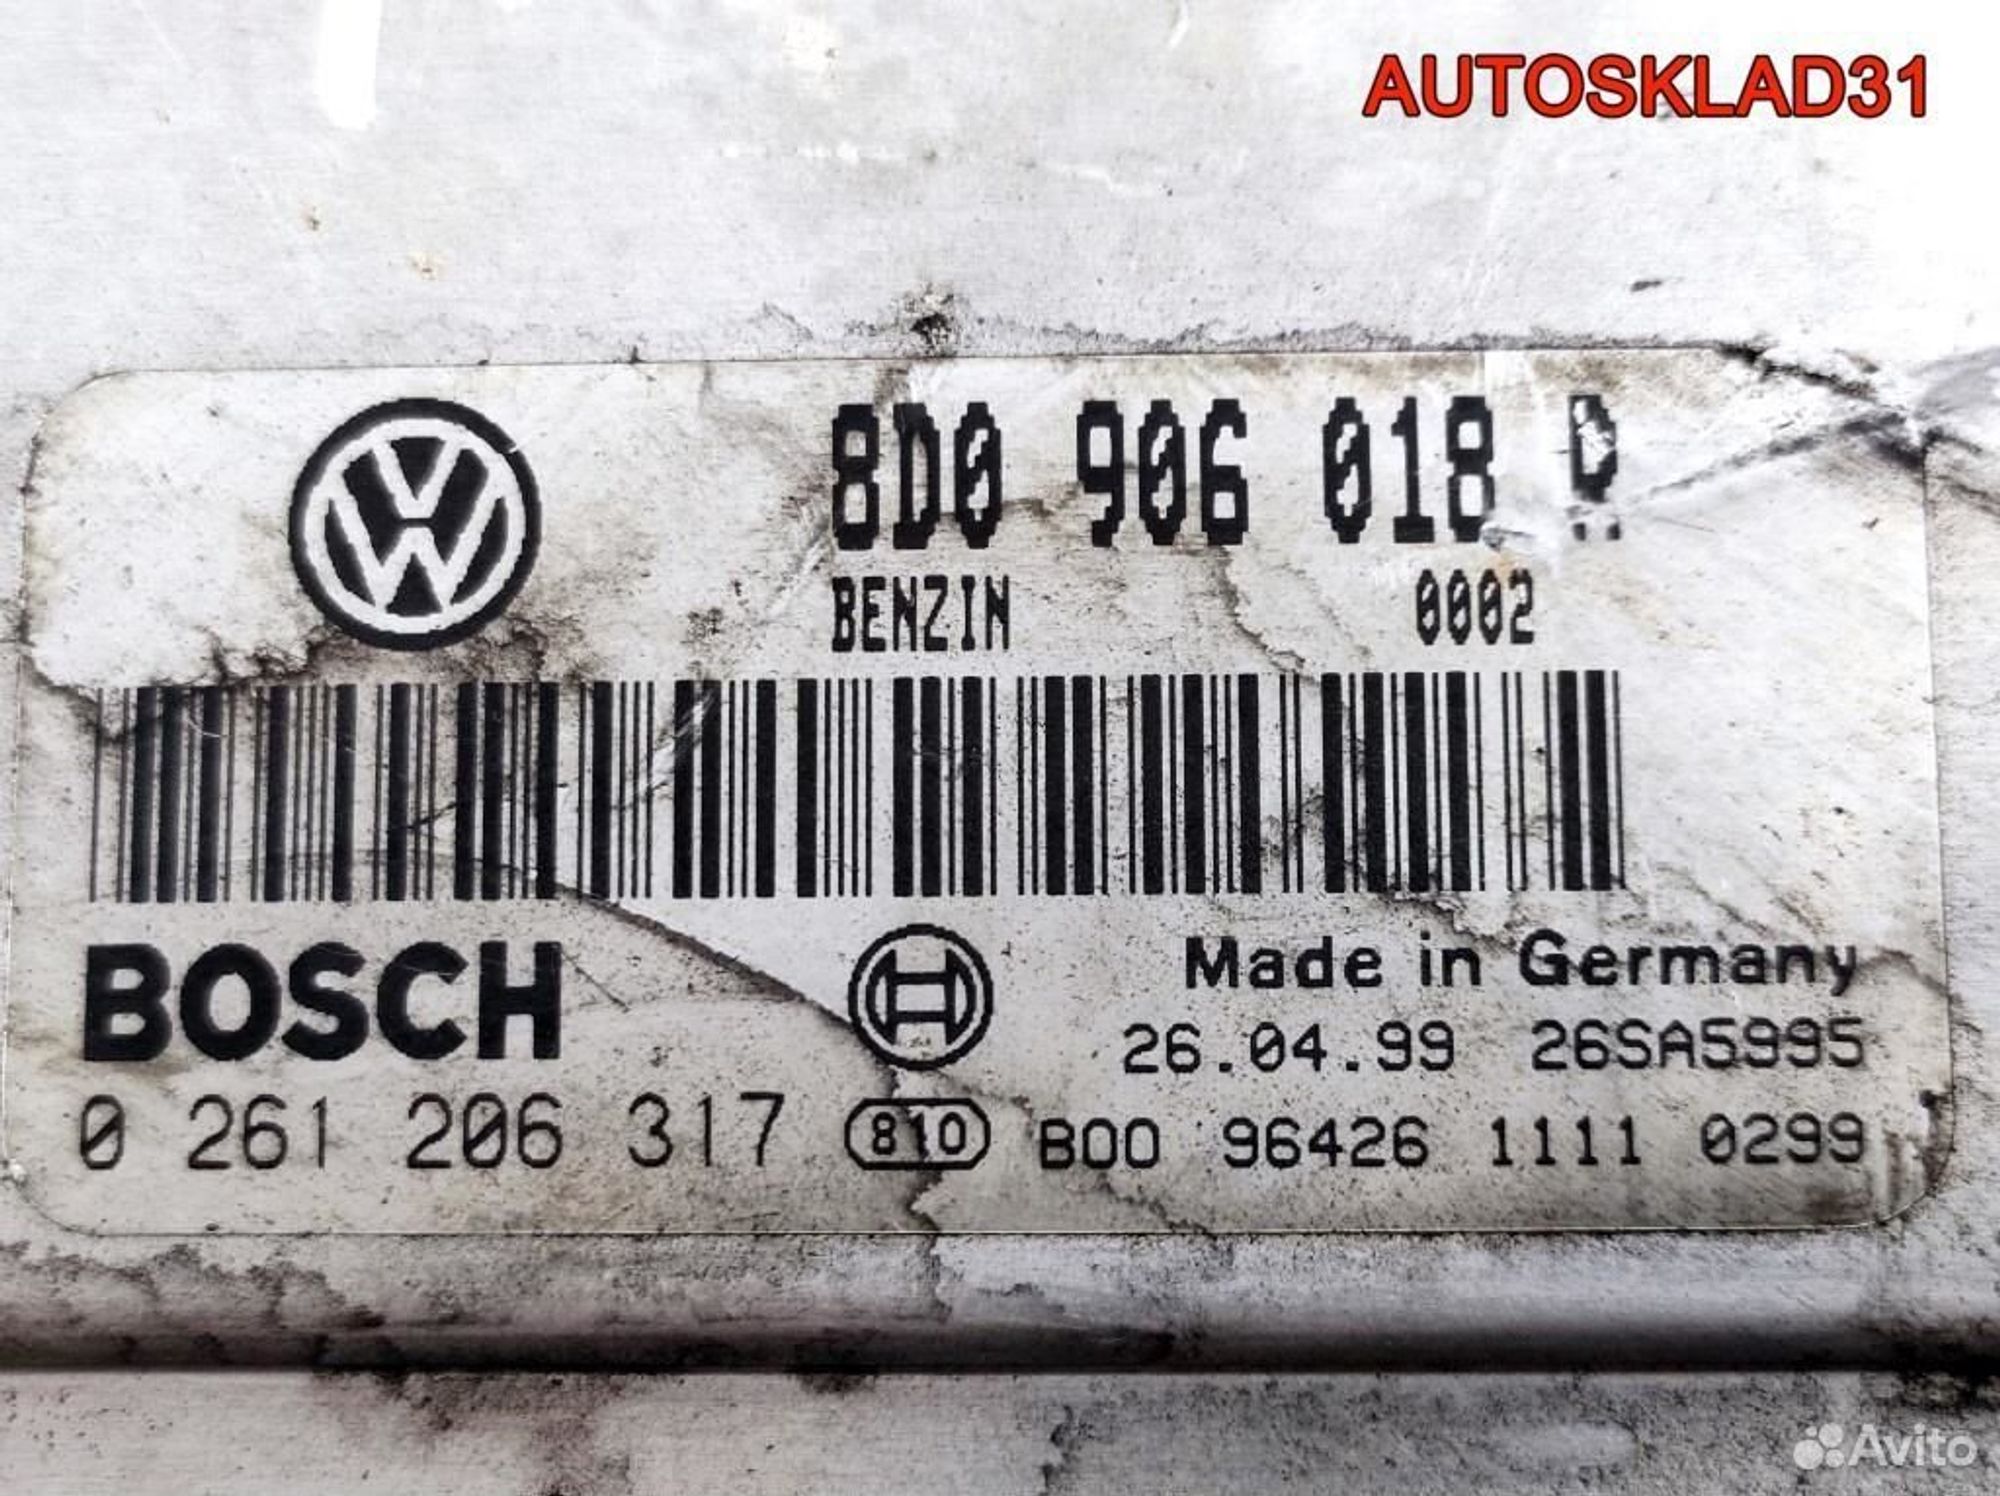 AUTOSKLAD31
8D0 906 018
BENZIN 0002
BOSCH
Made in Germany
26.04.99 26SA5995
0 261 206 317 810 B00 96426 1111 0299
Avito